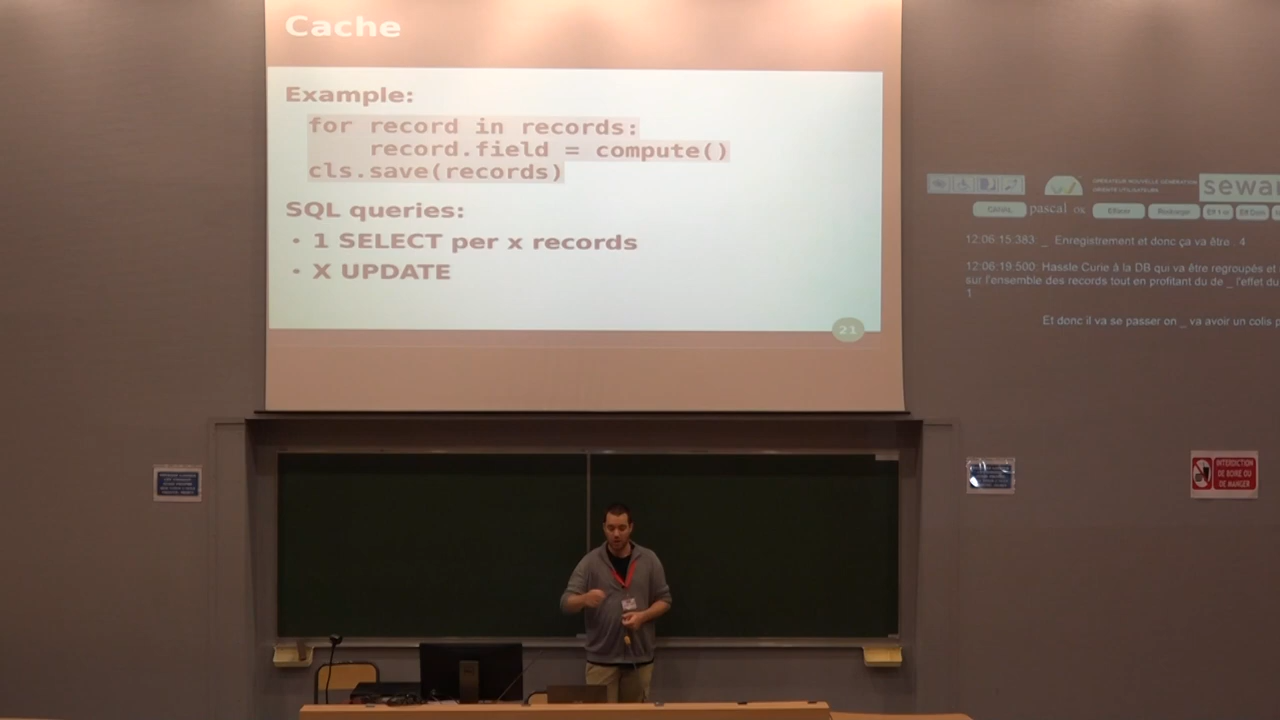 Cache
Example:
for record in records:
record.field = compute()
cls.save(records)
SQL queries:
• 1 SELECT per x records
• X UPDATE
21
OPERATEUR NOUVELLE GENERATION
sewa
pascal OK
Effacer
12:06:15:383 _ Enregistrement et donc ça va être . 4
12:06:19:500: Hassle Curie à la DB qui va être regroupés et
sur l'ensemble des records tout en profitant du de _ l'effet du
1
Et donc il va se passer on _ va avoir un colis p
INTERDICTION
DE BOIRE OU
DE MANGER